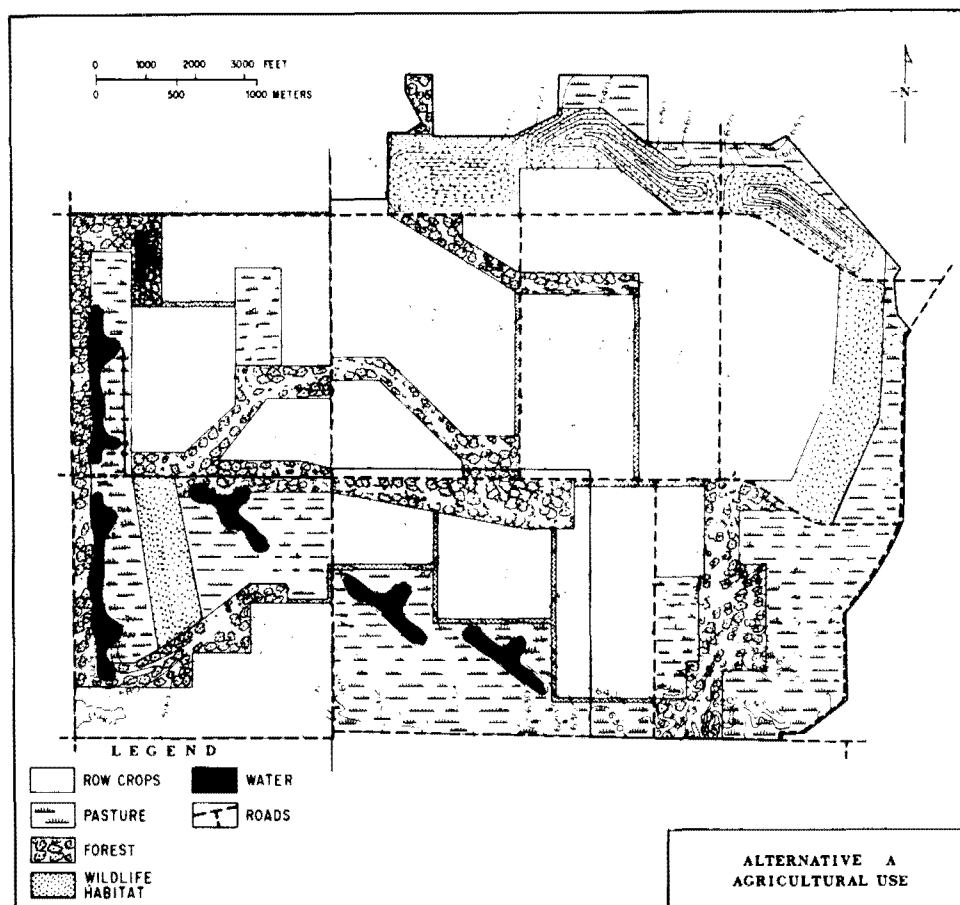 0 1000 2000 3000 FEET
0 500 1000 METERS
N
LEGEND
ROW CROPS
PASTURE
FOREST
WILDLIFE
HABITAT
WATER
ROADS
ALTERNATIVE A
AGRICULTURAL USE